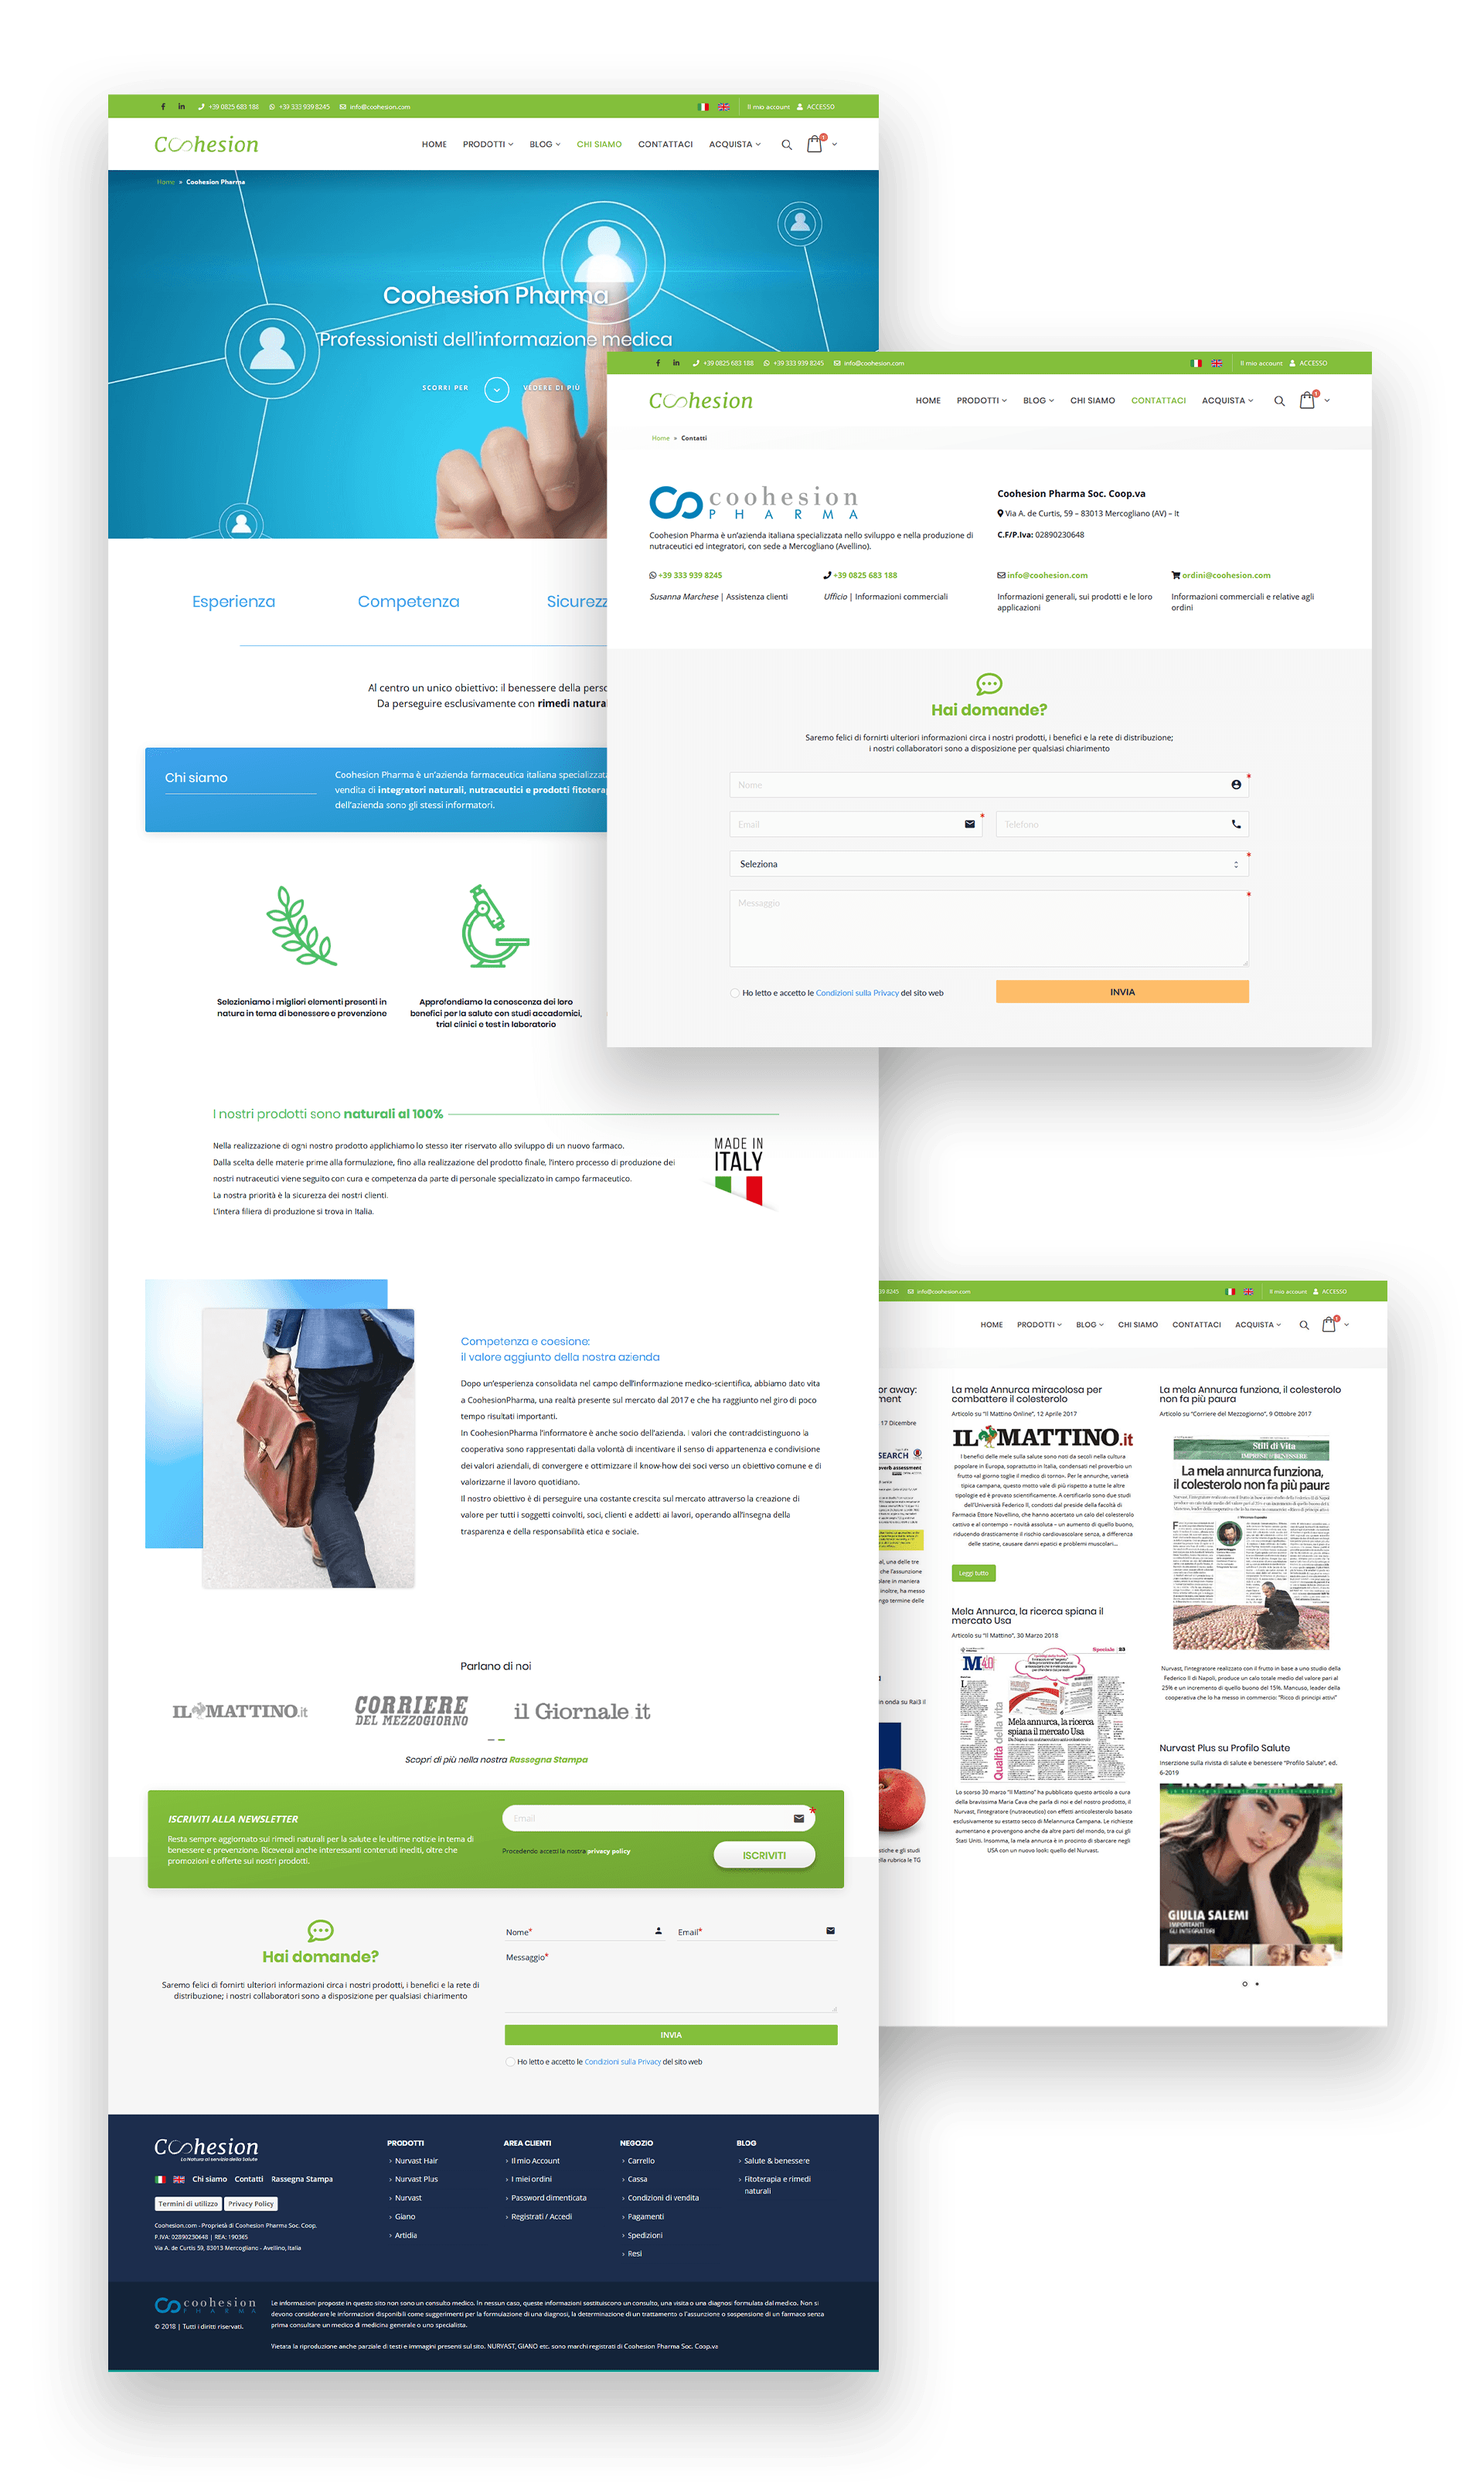 +39 0825 683 188 +39 333 939 8245 info@coohesion.com Il mio account ACCESSO
Coohesion HOME PRODOTTI BLOG CHI SIAMO CONTATTACI ACQUISTA 1
Home » Coohesion Pharma
Coohesion Pharma
Professionisti dell'informazione medica
SCORRI PER VEDERE DI PIÙ
Esperienza Competenza Sicurezz
Al centro un unico obiettivo: il benessere della perso
Da perseguire esclusivamente con rimedi natura
Chi siamo
Coohesion Pharma è un'azienda farmaceutica italiana specializzat
vendita di integratori naturali, nutraceutici e prodotti fitotera
dell'azienda sono gli stessi informatori.
Selezioniamo i migliori elementi presenti in
natura in tema di benessere e prevenzione
Approfondiamo la conoscenza dei loro
benefici per la salute con studi accademici,
trial clinici e test in laboratorio
I nostri prodotti sono naturali al 100%
Nella realizzazione di ogni nostro prodotto applichiamo lo stesso iter riservato allo sviluppo di un nuovo farmaco.
Dalla scelta delle materie prime alla formulazione, fino alla realizzazione del prodotto finale, l'intero processo di produzione dei
nostri nutraceutici viene seguito con cura e competenza da parte di personale specializzato in campo farmaceutico.
La nostra priorità è la sicurezza dei nostri clienti.
L'intera filiera di produzione si trova in Italia.
MADE IN
ITALY
Competenza e coesione:
il valore aggiunto della nostra azienda
Dopo un'esperienza consolidata nel campo dell'informazione medico-scientifica, abbiamo dato vita
a CoohesionPharma, una realtà presente sul mercato dal 2017 e che ha raggiunto nel giro di poco
tempo risultati importanti.
In CoohesionPharma l'informatore è anche socio dell'azienda. I valori che contraddistinguono la
cooperativa sono rappresentati dalla volontà di incentivare il senso di appartenenza e condivisione
dei valori aziendali, di convergere e ottimizzare il know-how dei soci verso un obiettivo comune e di
valorizzarne il lavoro quotidiano.
Il nostro obiettivo è di perseguire una costante crescita sul mercato attraverso la creazione di
valore per tutti i soggetti coinvolti, soci, clienti e addetti ai lavori, operando all'insegna della
trasparenza e della responsabilità etica e sociale.
Parlano di noi
IL MATTINO.it
CORRIERE
DEL MEZZOGIORNO
il Giornale it
Scopri di più nella nostra Rassegna Stampa
ISCRIVITI ALLA NEWSLETTER
Resta sempre aggiornato sui rimedi naturali per la salute e le ultime notizie in tema di
benessere e prevenzione. Riceverai anche interessanti contenuti inediti, oltre che
promozioni e offerte sui nostri prodotti.
Email *
Procedendo accetti la nostra privacy policy
ISCRIVITI
Hai domande?
Saremo felici di fornirti ulteriori informazioni circa i nostri prodotti, i benefici e la rete di
distribuzione; i nostri collaboratori sono a disposizione per qualsiasi chiarimento
Nome* Email*
Messaggio*
INVIA
Ho letto e accetto le Condizioni sulla Privacy del sito web
Coohesion
La Natura al servizio della Salute
Chi siamo Contatti Rassegna Stampa
Termini di utilizzo Privacy Policy
Coohesion.com - Proprietà di Coohesion Pharma Soc. Coop.
P.IVA: 02890230648 | REA: 190365
Via A. de Curtis 59, 83013 Mercogliano - Avellino, Italia
PRODOTTI
Nurvast Hair
Nurvast Plus
Nurvast
Giano
Artidia
AREA CLIENTI
Il mio Account
I miei ordini
Password dimenticata
Registrati / Accedi
NEGOZIO
Carrello
Cassa
Condizioni di vendita
Pagamenti
Spedizioni
Resi
BLOG
Salute & benessere
Fitoterapia e rimedi
naturali
coohesion
PHARMA
© 2018 | Tutti i diritti riservati.
Le informazioni proposte in questo sito non sono un consulto medico. In nessun caso, queste informazioni sostituiscono un consulto, una visita o una diagnosi formulata dal medico. Non si
devono considerare le informazioni disponibili come suggerimenti per la formulazione di una diagnosi, la determinazione di un trattamento o l'assunzione o sospensione di un farmaco senza
prima consultare un medico di medicina generale o uno specialista.
Vietata la riproduzione anche parziale di testi e immagini presenti sul sito. NURVAST, GIANO etc. sono marchi registrati di Coohesion Pharma Soc. Coop.va
+39 0825 683 188 +39 333 939 8245 info@coohesion.com Il mio account ACCESSO
Coohesion HOME PRODOTTI BLOG CHI SIAMO CONTATTACI ACQUISTA 1
Home » Contatti
coohesion
PHARMA
Coohesion Pharma è un'azienda italiana specializzata nello sviluppo e nella produzione di
nutraceutici ed integratori, con sede a Mercogliano (Avellino).
Coohesion Pharma Soc. Coop.va
Via A. de Curtis, 59 – 83013 Mercogliano (AV) – It
C.F/P.Iva: 02890230648
+39 333 939 8245
Susanna Marchese | Assistenza clienti
+39 0825 683 188
Ufficio | Informazioni commerciali
info@coohesion.com
Informazioni generali, sui prodotti e le loro
applicazioni
ordini@coohesion.com
Informazioni commerciali e relative agli
ordini
Hai domande?
Saremo felici di fornirti ulteriori informazioni circa i nostri prodotti, i benefici e la rete di distribuzione;
i nostri collaboratori sono a disposizione per qualsiasi chiarimento
Nome *
Email * Telefono
Seleziona *
Messaggio *
Ho letto e accetto le Condizioni sulla Privacy del sito web
INVIA
39 8245 info@coohesion.com Il mio account ACCESSO
HOME PRODOTTI BLOG CHI SIAMO CONTATTACI ACQUISTA 1
or away:
ment
17 Dicembre
SEARCH
verb assessment
al, una delle tre
che l'assunzione
lare in maniera
inoltre, ha messo
nga termine delle
a
in onda su Rai3 il
stiche e gli studi
lla rubrica le TG
La mela Annurca miracolosa per
combattere il colesterolo
Articolo su "Il Mattino Online", 12 Aprile 2017
IL MATTINO.it
I benefici delle mele sulla salute sono noti da secoli nella cultura
popolare in Europa, soprattutto in Italia, condensati nel proverbio un
frutto «al giorno toglie il medico di torno». Per le annurche, varietà
tipica campana, questo motto vale di più rispetto a tutte le altre
tipologie ed è provato scientificamente. A certificarlo sono due studi
dell'Università Federico II, condotti dal preside della facoltà di
Farmacia Ettore Novellino, che hanno accertato un calo del colesterolo
cattivo e al contempo – novità assoluta – un aumento di quello buono,
riducendo drasticamente il rischio cardiovascolare senza, a differenza
delle statine, causare danni epatici e problemi muscolari...
Leggi tutto
Mela Annurca, la ricerca spiana il
mercato Usa
Articolo su "Il Mattino", 30 Marzo 2018
Speciale 23
M 40
Qualità della vita
Mela annurca, la ricerca
spiana il mercato Usa
Lo scorso 30 marzo "Il Mattino" ha pubblicato questo articolo a cura
della bravissima Maria Cava che parla di noi e del nostro prodotto, il
Nurvast, l'integratore (nutraceutico) con effetti anticolesterolo basato
esclusivamente su estratto secco di Melannurca Campana. Le richieste
aumentano e provengono anche da altre parti del mondo, tra cui gli
Stati Uniti. Insomma, la mela annurca è in procinto di sbarcare negli
USA con un nuovo look: quello del Nurvast.
La mela Annurca funziona, il colesterolo
non fa più paura
Articolo su "Corriere del Mezzogiorno", 9 Ottobre 2017
Stili di Vita
IMPRESE & BENESSERE
La mela annurca funziona,
il colesterolo non fa più paura
Nurvast, l'integratore realizzato con il frutto in base a uno studio della
Federico II di Napoli, produce un calo totale medio del valore pari al
25% e un incremento di quello buono del 15%. Mancuso, leader della
cooperativa che lo ha messo in commercio: "Ricco di principi attivi"
Nurvast Plus su Profilo Salute
Inserzione sulla rivista di salute e benessere "Profilo Salute", ed.
6-2019
GIULIA SALEMI
IMPORTANTI
GLI INTEGRATORI